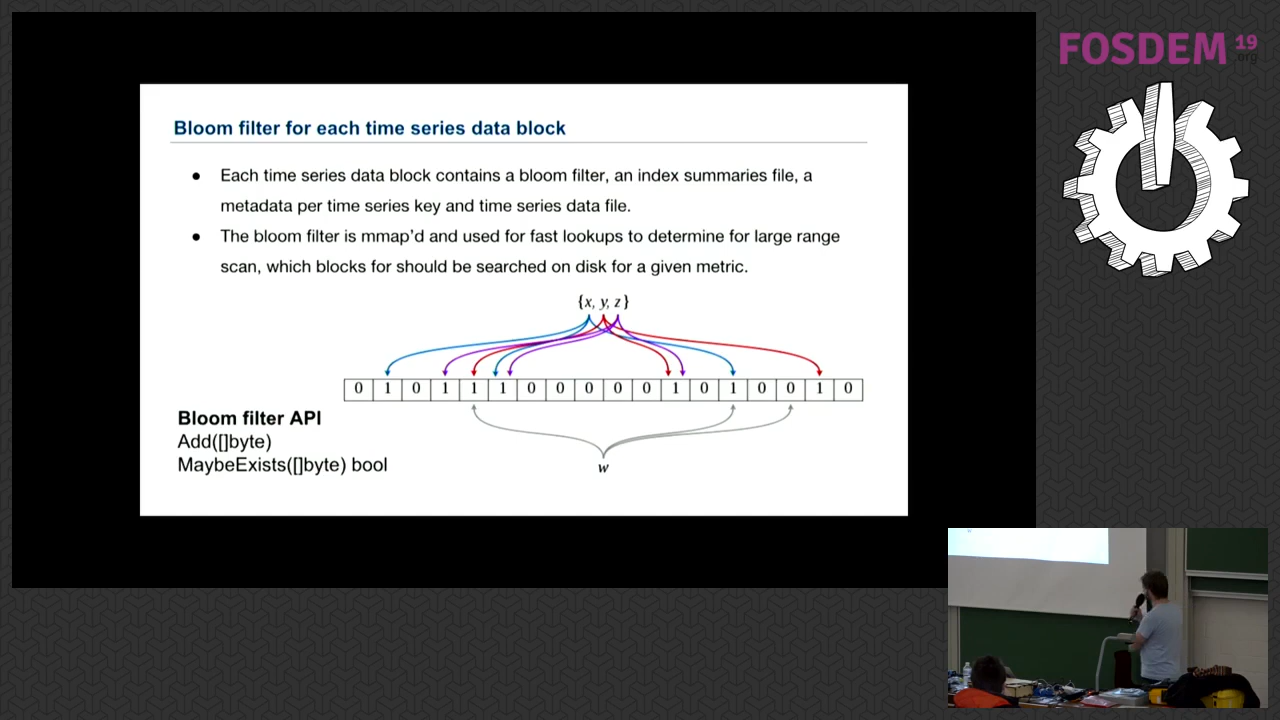 FOSDEM 19
.org
Bloom filter for each time series data block
● Each time series data block contains a bloom filter, an index summaries file, a
metadata per time series key and time series data file.
● The bloom filter is mmap'd and used for fast lookups to determine for large range
scan, which blocks for should be searched on disk for a given metric.
{x, y, z}
0 1 0 1 1 1 0 0 0 0 0 1 0 1 0 0 1 0
Bloom filter API
Add([]byte)
MaybeExists([]byte) bool
w